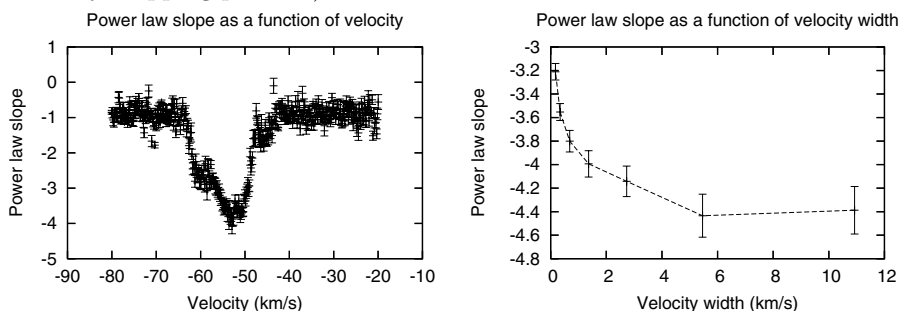 Power law slope as a function of velocity
Power law slope
1
0
-1
-2
-3
-4
-5
-90 -80 -70 -60 -50 -40 -30 -20 -10
Velocity (km/s)
Power law slope as a function of velocity width
Power law slope
-3
-3.2
-3.4
-3.6
-3.8
-4
-4.2
-4.4
-4.6
-4.8
0 2 4 6 8 10 12
Velocity width (km/s)